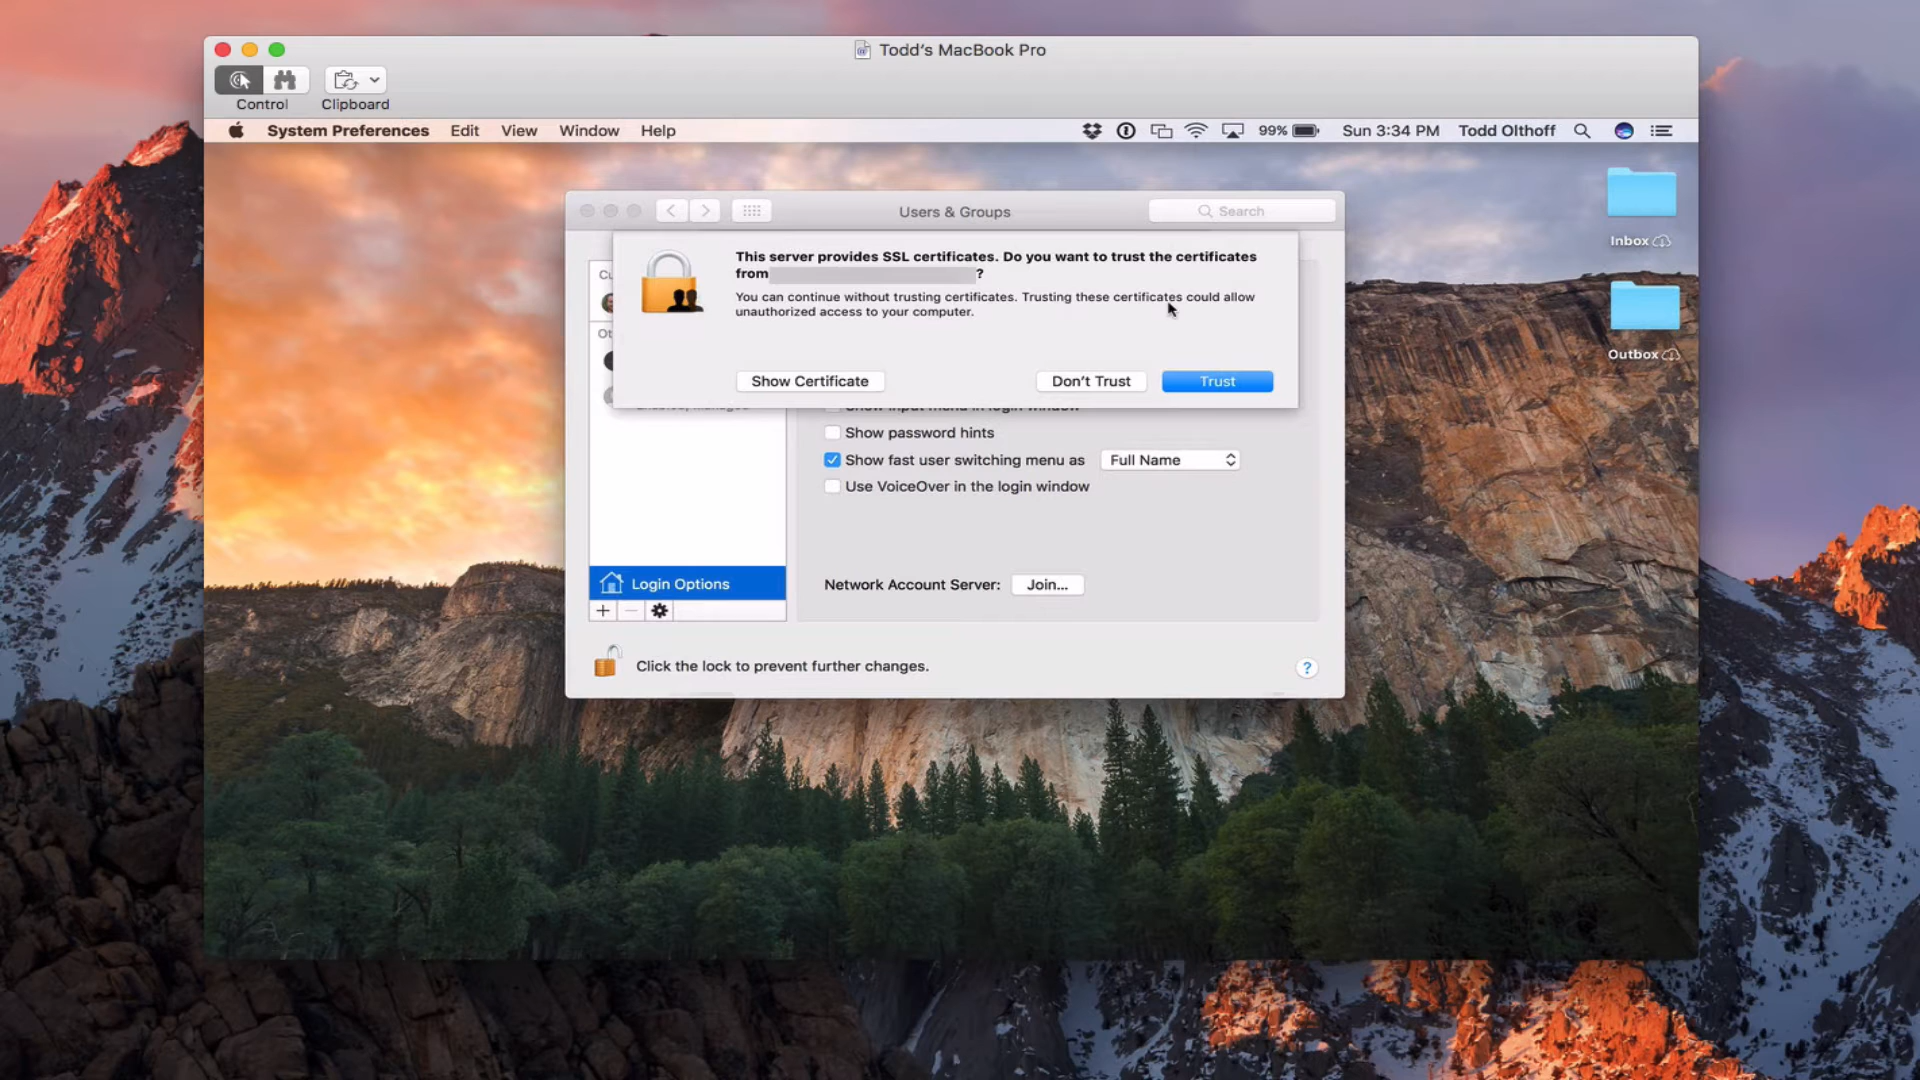 Todd's MacBook Pro
Control
Clipboard
System Preferences Edit View Window Help 99% Sun 3:34 PM Todd Olthoff
Users & Groups
Search
Inbox
Outbox
This server provides SSL certificates. Do you want to trust the certificates
from ?
You can continue without trusting certificates. Trusting these certificates could allow
unauthorized access to your computer.
Show Certificate
Don't Trust
Trust
Cu
Ot
Show password hints
Show fast user switching menu as Full Name
Use VoiceOver in the login window
Login Options
Network Account Server: Join...
Click the lock to prevent further changes.
?